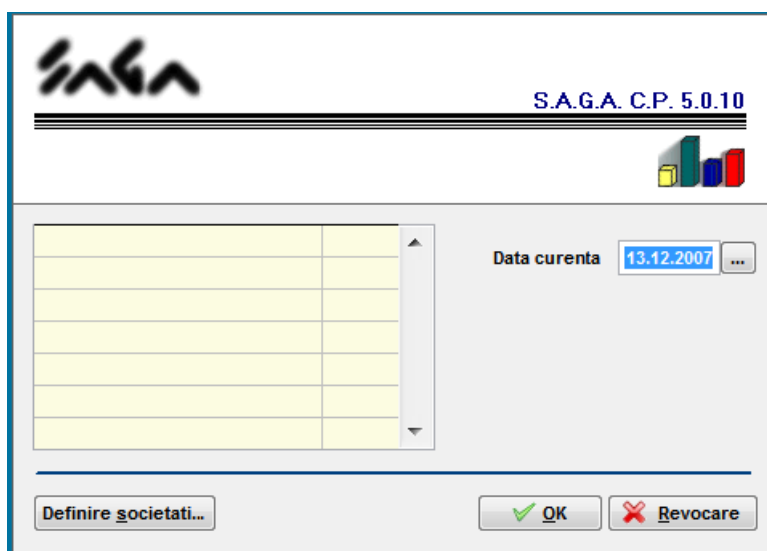 SAGA
S.A.G.A. C.P. 5.0.10
Data curenta 13.12.2007 ...
Definire societati... OK Revocare